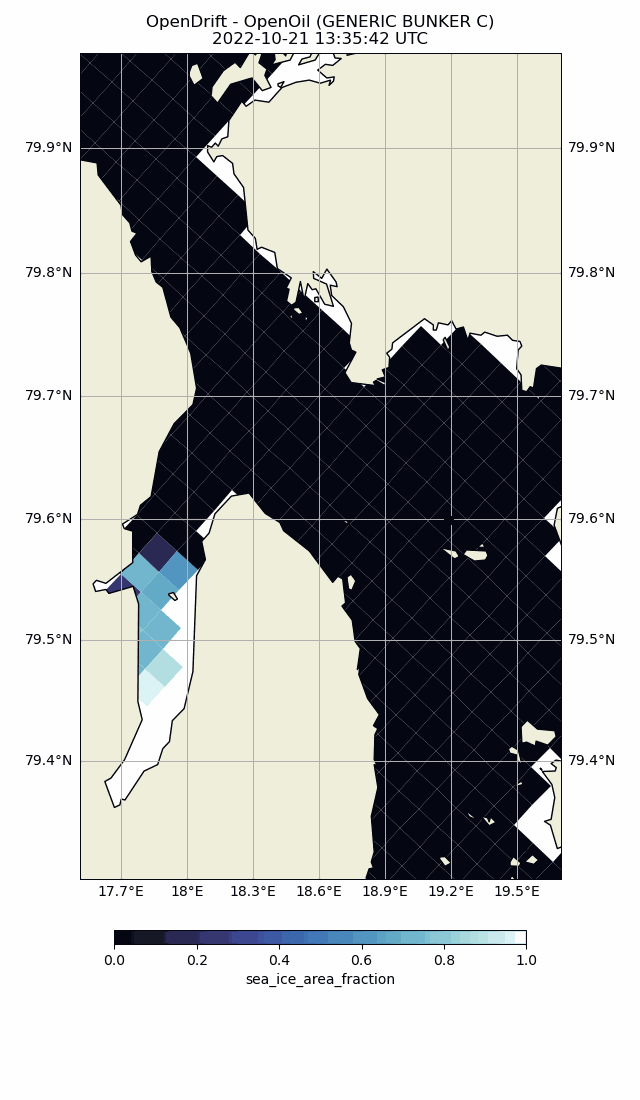 OpenDrift - OpenOil (GENERIC BUNKER C)
2022-10-21 13:35:42 UTC
79.9°N 79.9°N
79.8°N 79.8°N
79.7°N 79.7°N
79.6°N 79.6°N
79.5°N 79.5°N
79.4°N 79.4°N
17.7°E 18°E 18.3°E 18.6°E 18.9°E 19.2°E 19.5°E
0.0 0.2 0.4 0.6 0.8 1.0
sea_ice_area_fraction